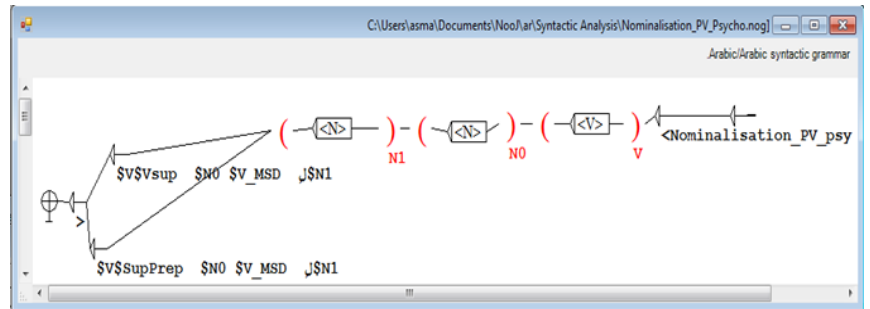 C:\Users\asma\Documents\NooJ\ar\Syntactic Analysis\Nominalisation_PV_Psycho.nog]
Arabic/Arabic syntactic grammar
( <N> ) ( <N> ) ( <V> )
N1 N0 V <Nominalisation_PV_psy
$V$Vsup $N0 $V_MSD ل$N1
>
$V$SupPrep $N0 $V_MSD ل$N1